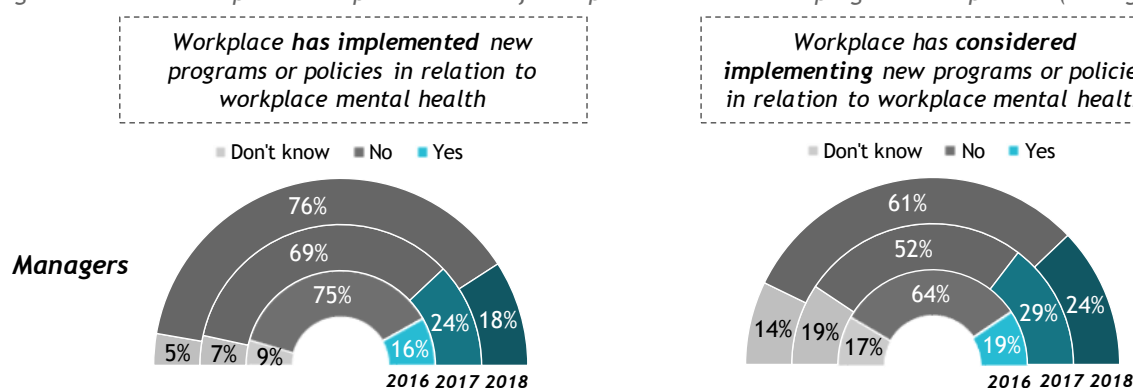 Workplace has implemented new
programs or policies in relation to
workplace mental health
Workplace has considered
implementing new programs or policie
in relation to workplace mental healt
Don't know No Yes
Don't know No Yes
Managers
76%
69%
75%
5% 7% 9% 16% 24% 18%
2016 2017 2018
61%
52%
64%
14% 19% 17% 19% 29% 24%
2016 2017 2018